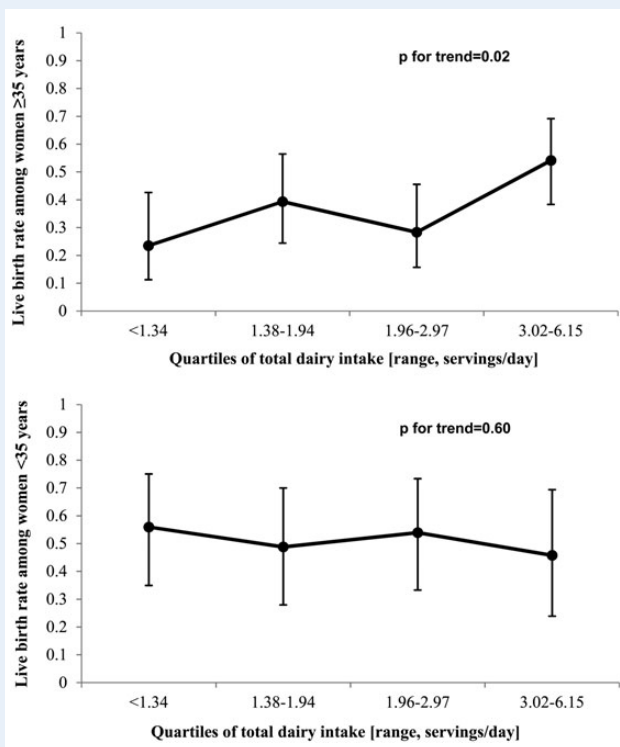 Live birth rate among women ≥35 years
1
0.9
0.8
0.7
0.6
0.5
0.4
0.3
0.2
0.1
0
p for trend=0.02
<1.34 1.38-1.94 1.96-2.97 3.02-6.15
Quartiles of total dairy intake [range, servings/day]
Live birth rate among women <35 years
1
0.9
0.8
0.7
0.6
0.5
0.4
0.3
0.2
0.1
0
p for trend=0.60
<1.34 1.38-1.94 1.96-2.97 3.02-6.15
Quartiles of total dairy intake [range, servings/day]